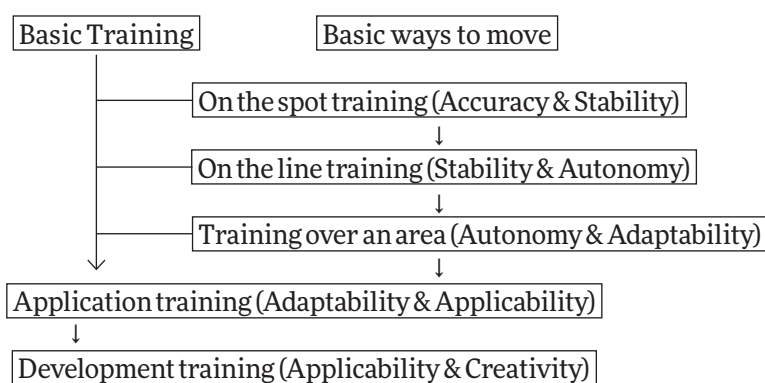 Basic Training
Basic ways to move
On the spot training (Accuracy & Stability)
On the line training (Stability & Autonomy)
Training over an area (Autonomy & Adaptability)
Application training (Adaptability & Applicability)
Development training (Applicability & Creativity)